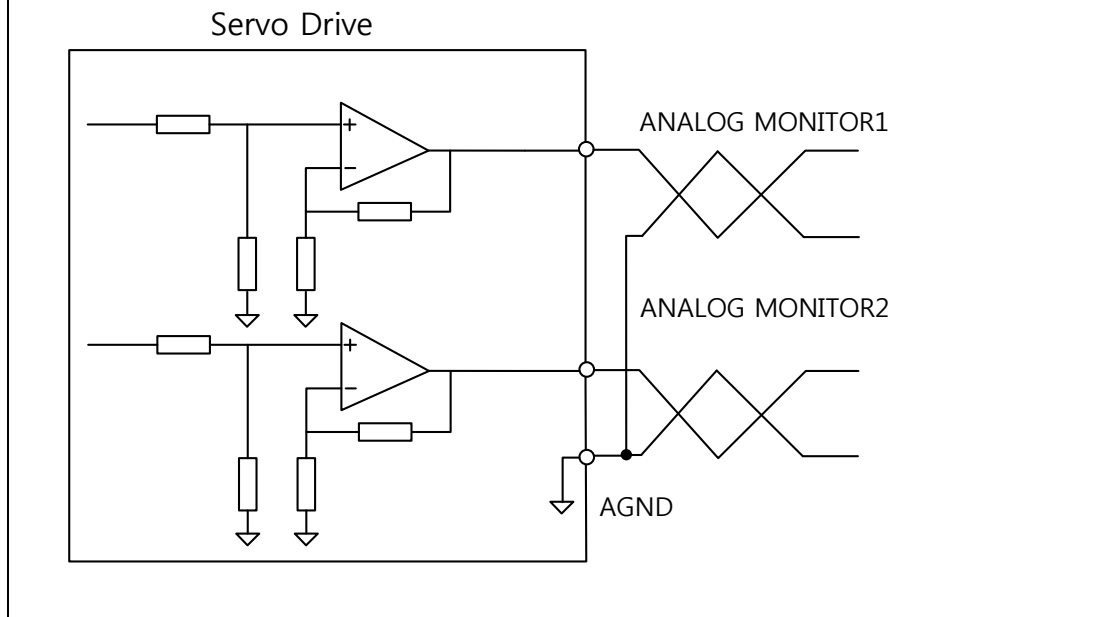 Servo Drive
ANALOG MONITOR1
+
−
ANALOG MONITOR2
+
−
AGND